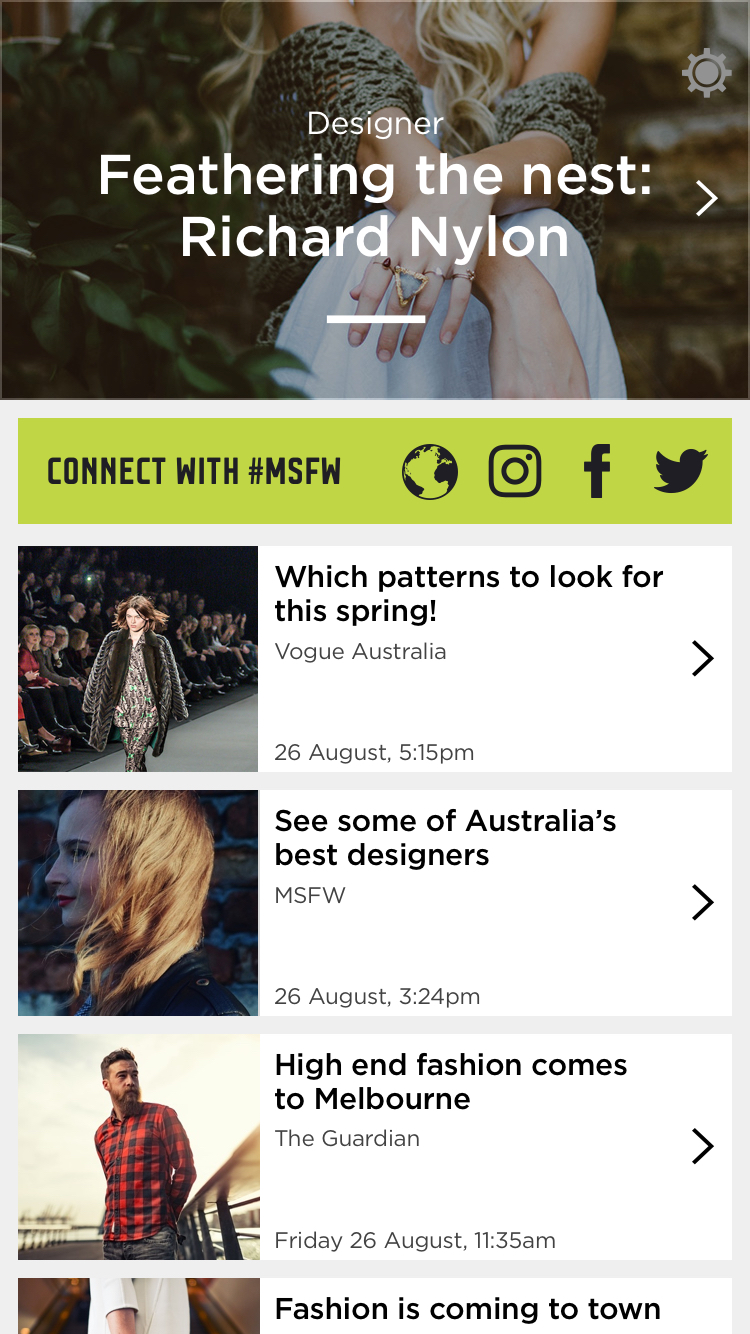 Designer
Feathering the nest:
Richard Nylon
CONNECT WITH #MSFW
Which patterns to look for
this spring!
Vogue Australia
26 August, 5:15pm
See some of Australia’s
best designers
MSFW
26 August, 3:24pm
High end fashion comes
to Melbourne
The Guardian
Friday 26 August, 11:35am
Fashion is coming to town